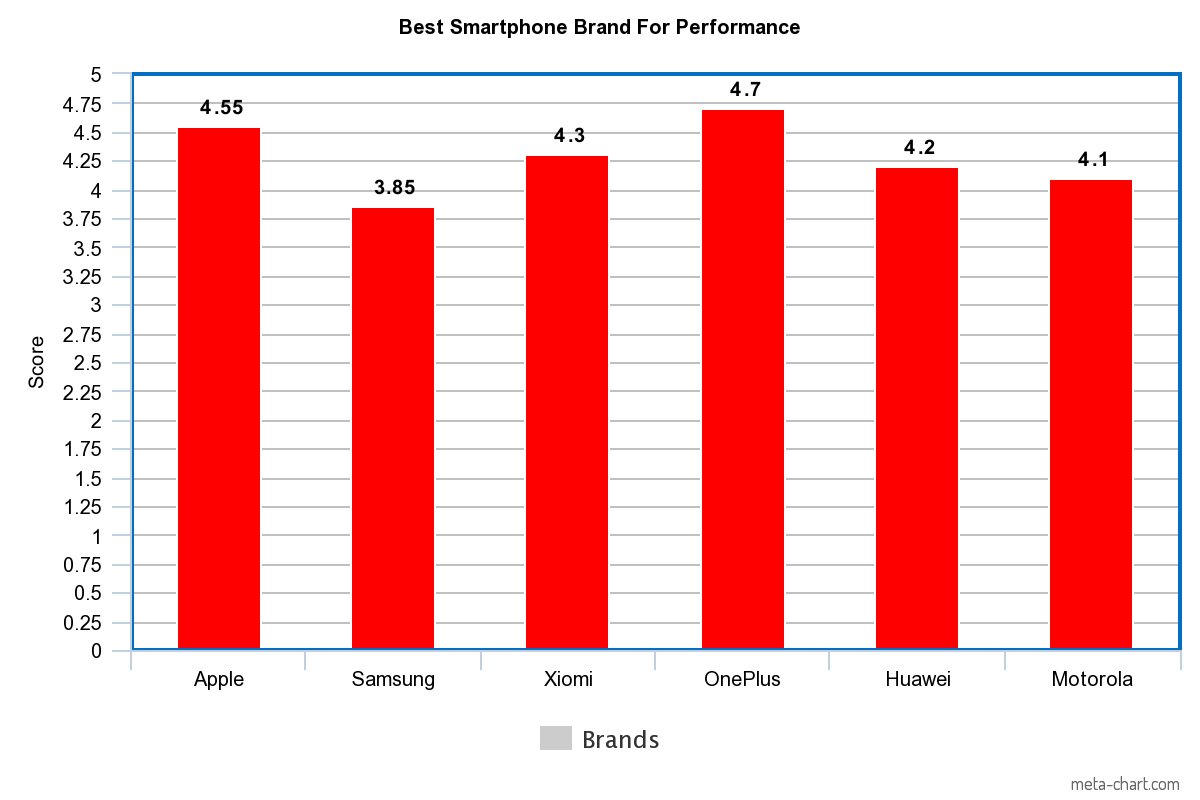 Best Smartphone Brand For Performance
5
4.75
4.5
4.25
4
3.75
3.5
3.25
3
2.75
2.5
2.25
2
1.75
1.5
1.25
1
0.75
0.5
0.25
0
Score
4.55
3.85
4.3
4.7
4.2
4.1
Apple
Samsung
Xiomi
OnePlus
Huawei
Motorola
Brands
meta-chart.com